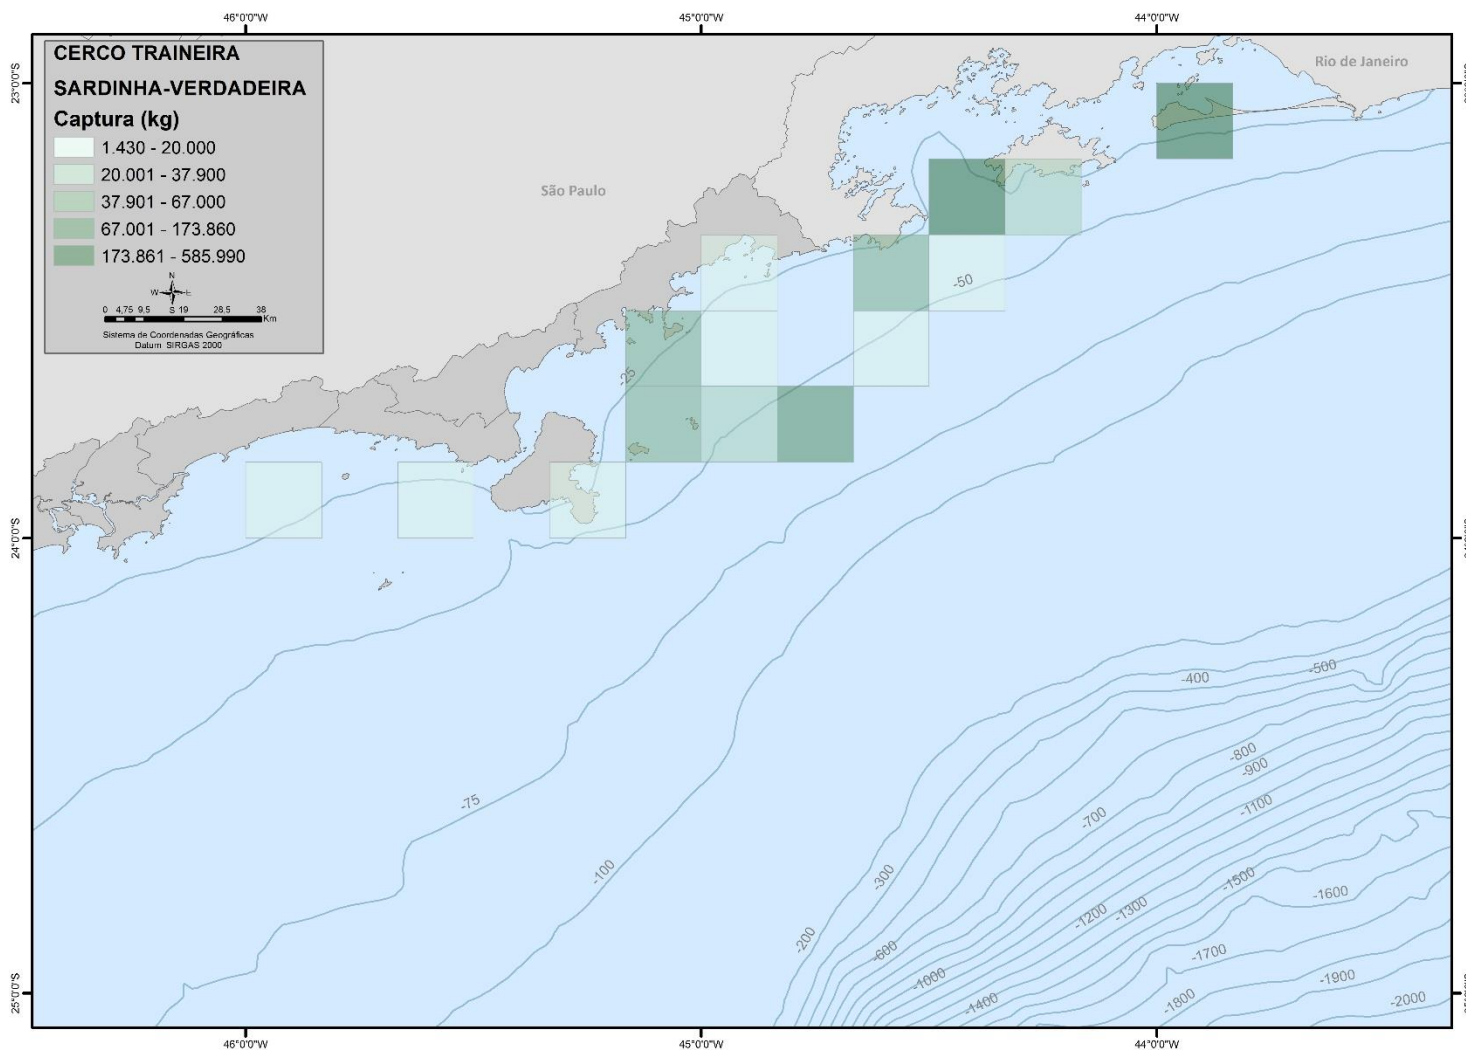 46°0'0"W 45°0'0"W 44°0'0"W
CERCO TRAINEIRA
SARDINHA-VERDADEIRA
Captura (kg)
1.430 - 20.000
20.001 - 37.900
37.901 - 67.000
67.001 - 173.860
173.861 - 585.990
N
W E
S
0 4,75 9,5 19 28,5 38
Km
Sistema de Coordenadas Geográficas
Datum SIRGAS 2000
Rio de Janeiro
São Paulo
23°0'0"S
24°0'0"S
25°0'0"S
-50
-25
-500
-400
-800
-900
-75
-1100
-700
-100
-300
-1500
-1600
-1200
-1300
-200
-600
-1700
-1000
-1900
-1400
-1800
-2000
46°0'0"W 45°0'0"W 44°0'0"W